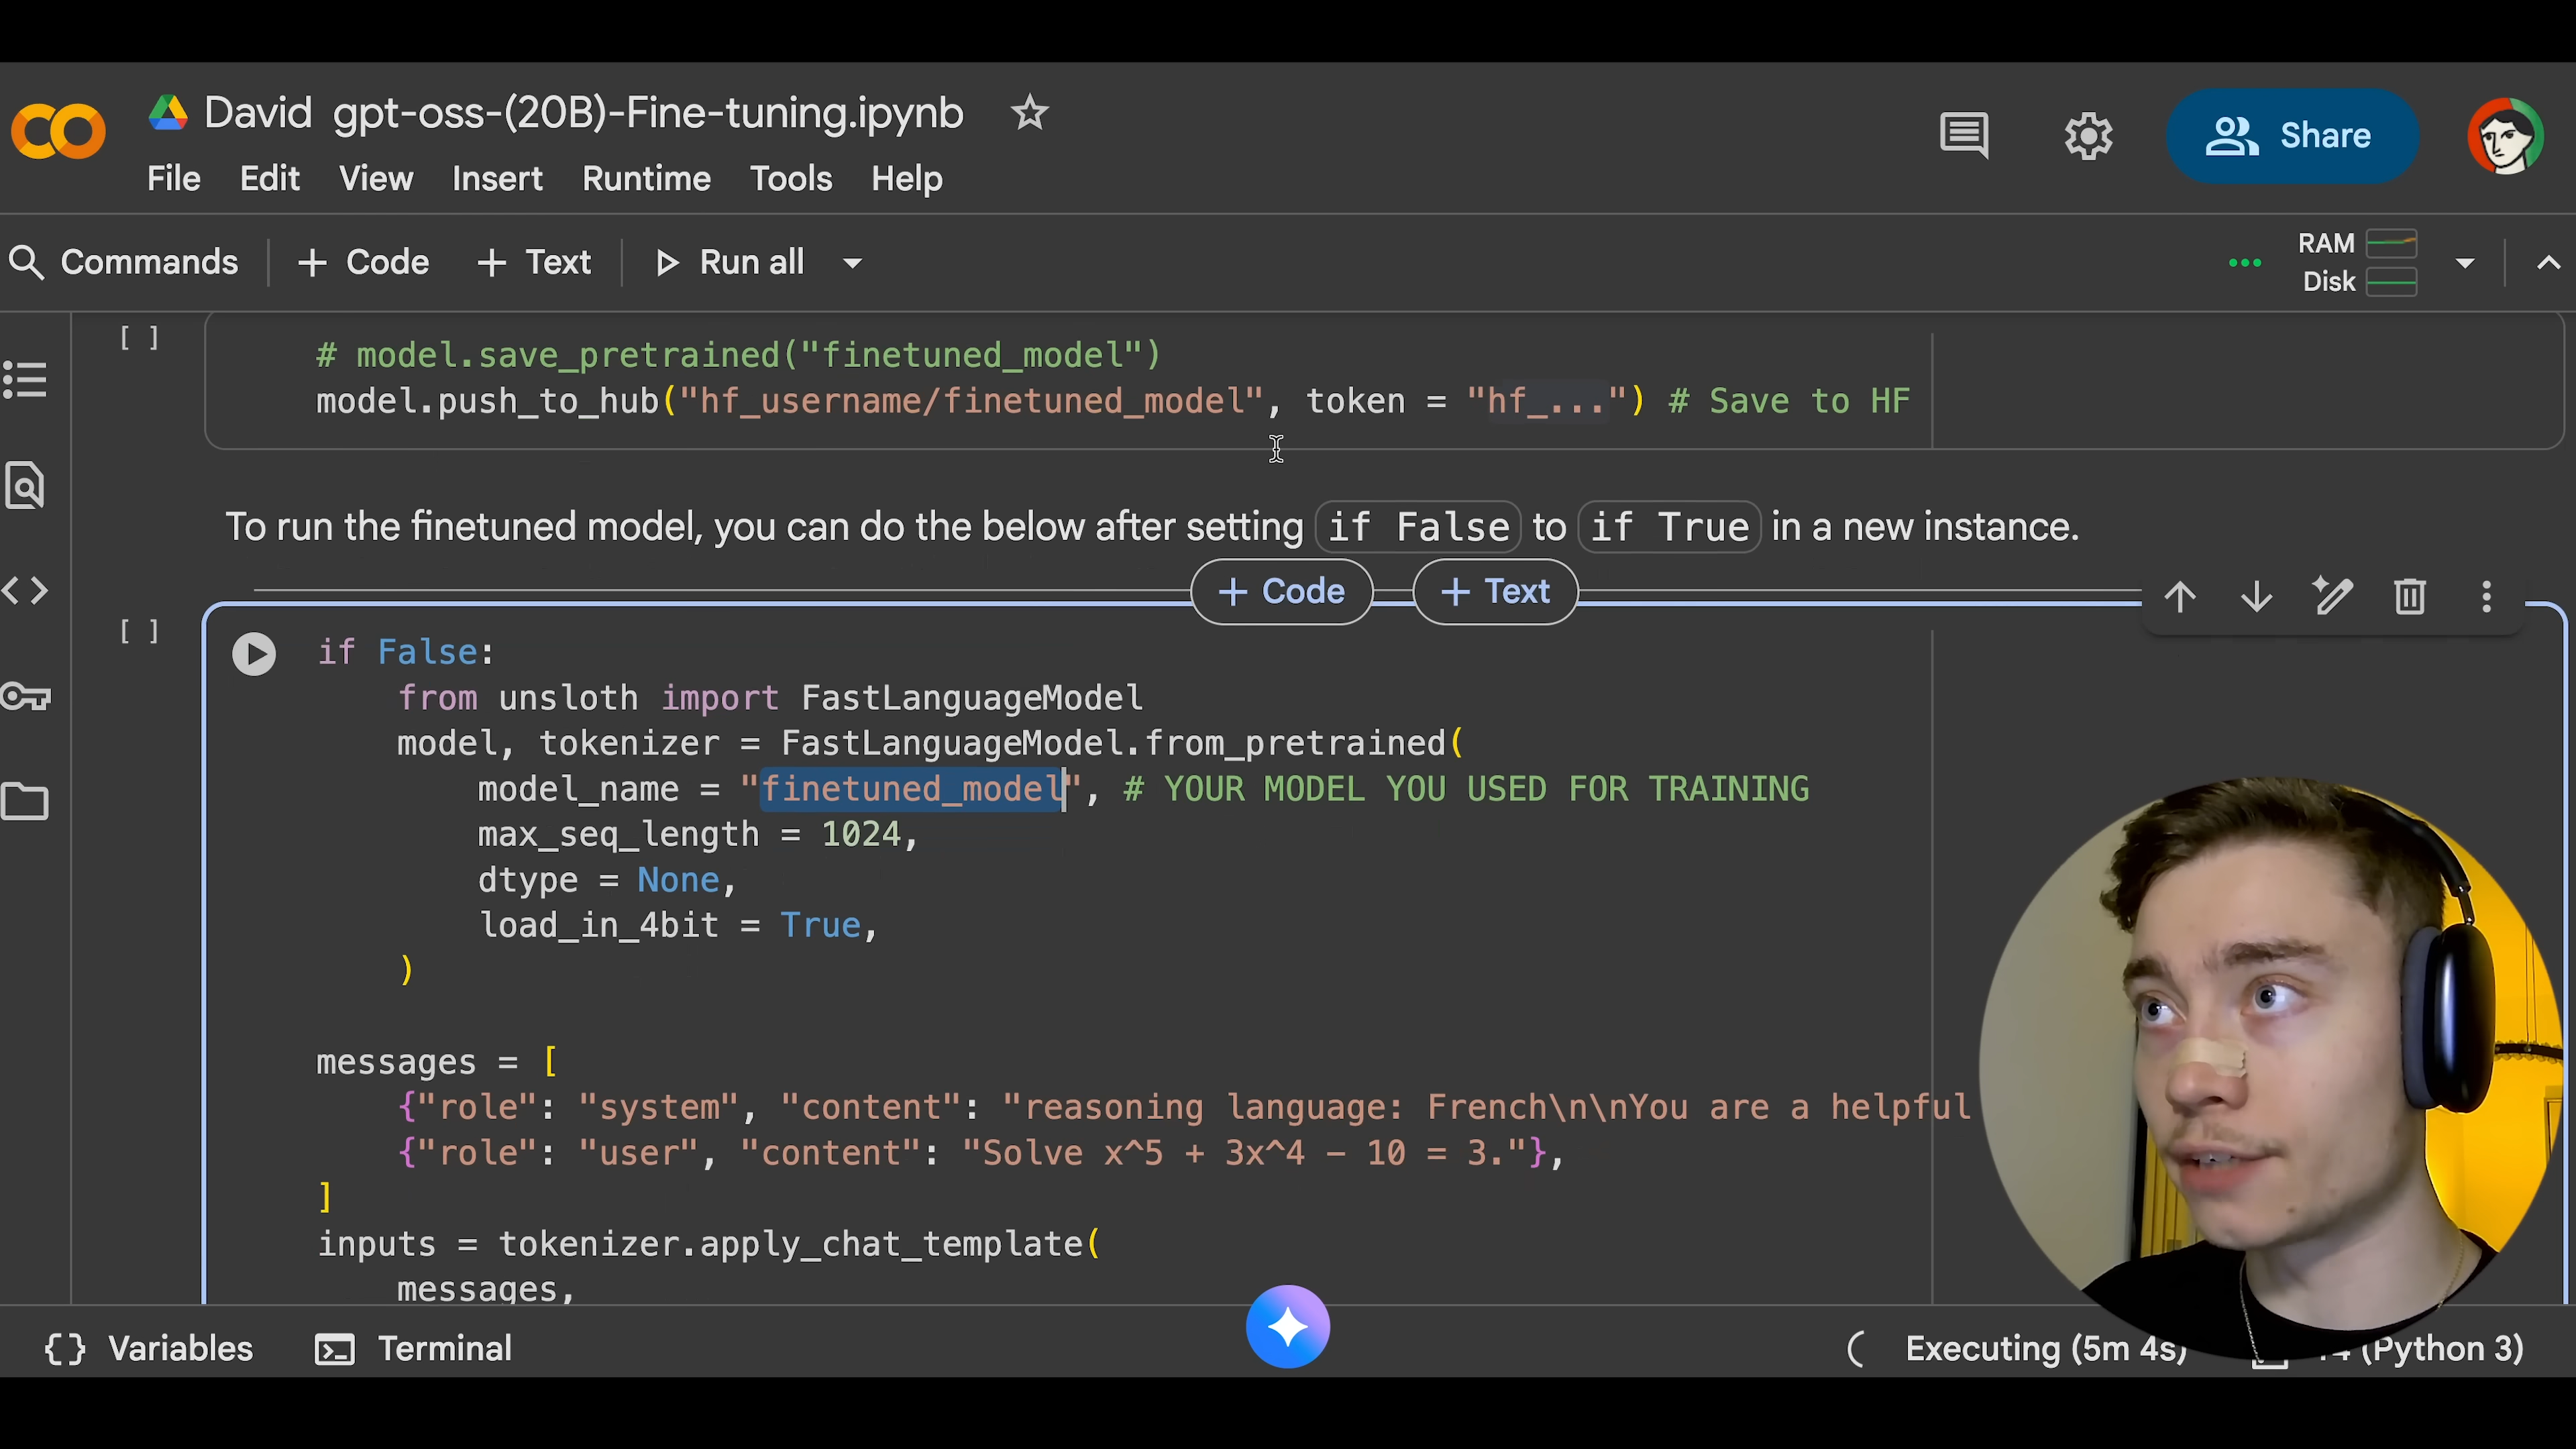 David gpt-oss-(20B)-Fine-tuning.ipynb
File Edit View Insert Runtime Tools Help
Share
Commands + Code + Text Run all
RAM
Disk
[ ]
# model.save_pretrained("finetuned_model")
model.push_to_hub("hf_username/finetuned_model", token = "hf_...") # Save to HF
To run the finetuned model, you can do the below after setting if False to if True in a new instance.
+ Code + Text
[ ]
if False:
from unsloth import FastLanguageModel
model, tokenizer = FastLanguageModel.from_pretrained(
model_name = "finetuned_model", # YOUR MODEL YOU USED FOR TRAINING
max_seq_length = 1024,
dtype = None,
load_in_4bit = True,
)
messages = [
{"role": "system", "content": "reasoning language: French\n\nYou are a helpful
{"role": "user", "content": "Solve x^5 + 3x^4 - 10 = 3."},
]
inputs = tokenizer.apply_chat_template(
messages,
{} Variables Terminal
Executing (5m 4s) (Python 3)